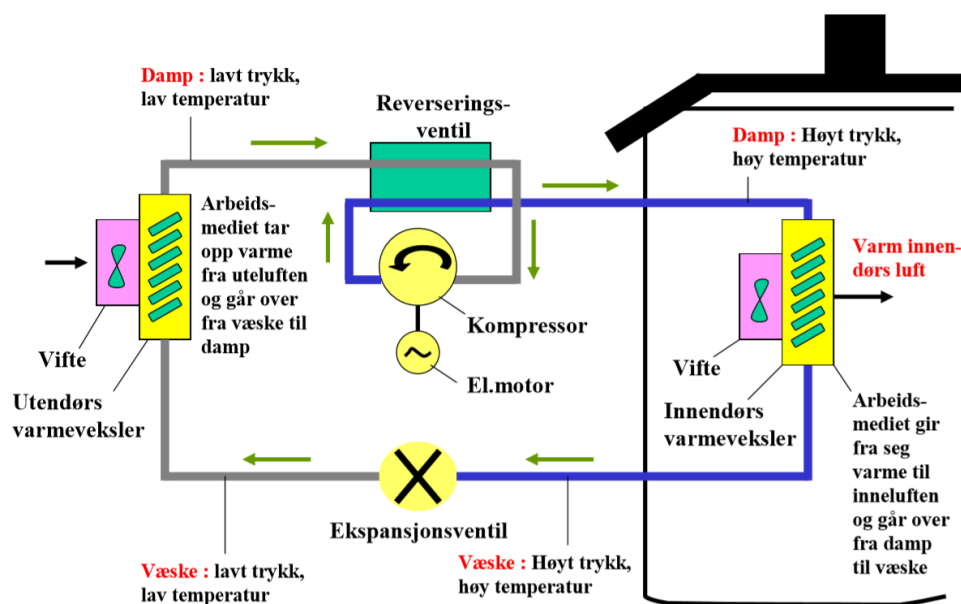 Damp : lavt trykk,
lav temperatur
Reverserings-
ventil
Damp : Høyt trykk,
høy temperatur
Arbeids-
mediet tar
opp varme
fra uteluften
og går over
fra væske til
damp
Varm innen-
dørs luft
Kompressor
Vifte
El.motor
Vifte
Utendørs
varmeveksler
Innendørs
varmeveksler
Arbeids-
mediet gir
fra seg
varme til
inneluften
og går over
fra damp
til væske
Ekspansjonsventil
Væske : lavt trykk,
lav temperatur
Væske : Høyt trykk,
høy temperatur